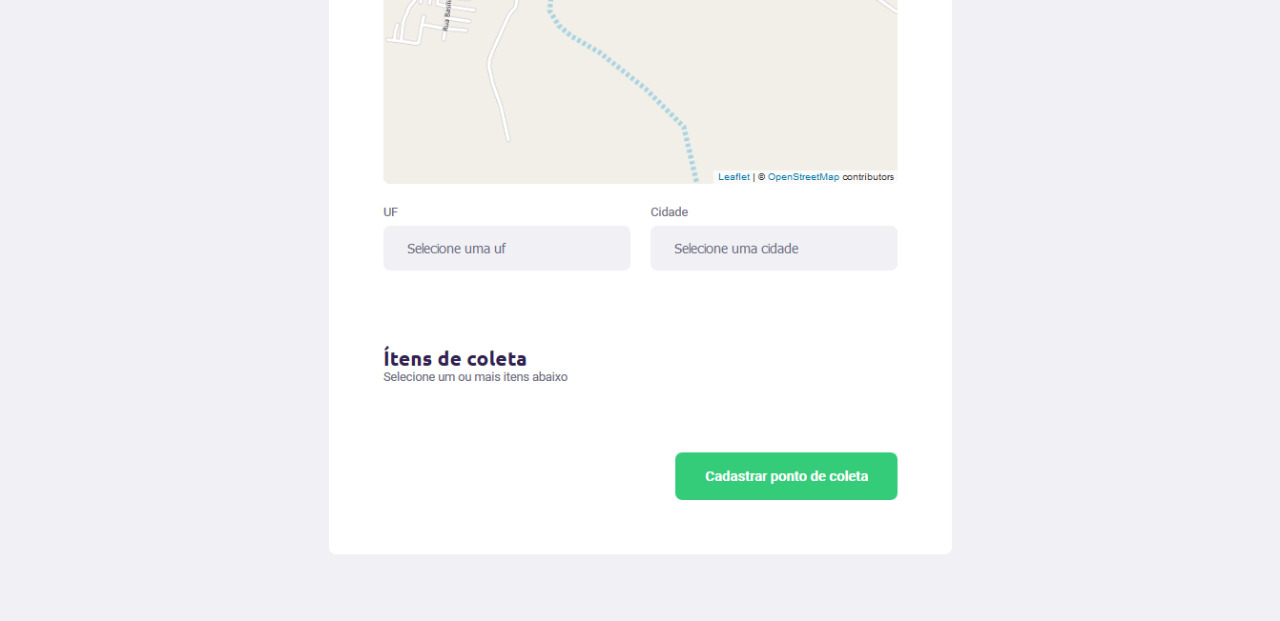 Rua Basíli
Leaflet | © OpenStreetMap contributors
UF
Cidade
Selecione uma uf
Selecione uma cidade
Ítens de coleta
Selecione um ou mais itens abaixo
Cadastrar ponto de coleta